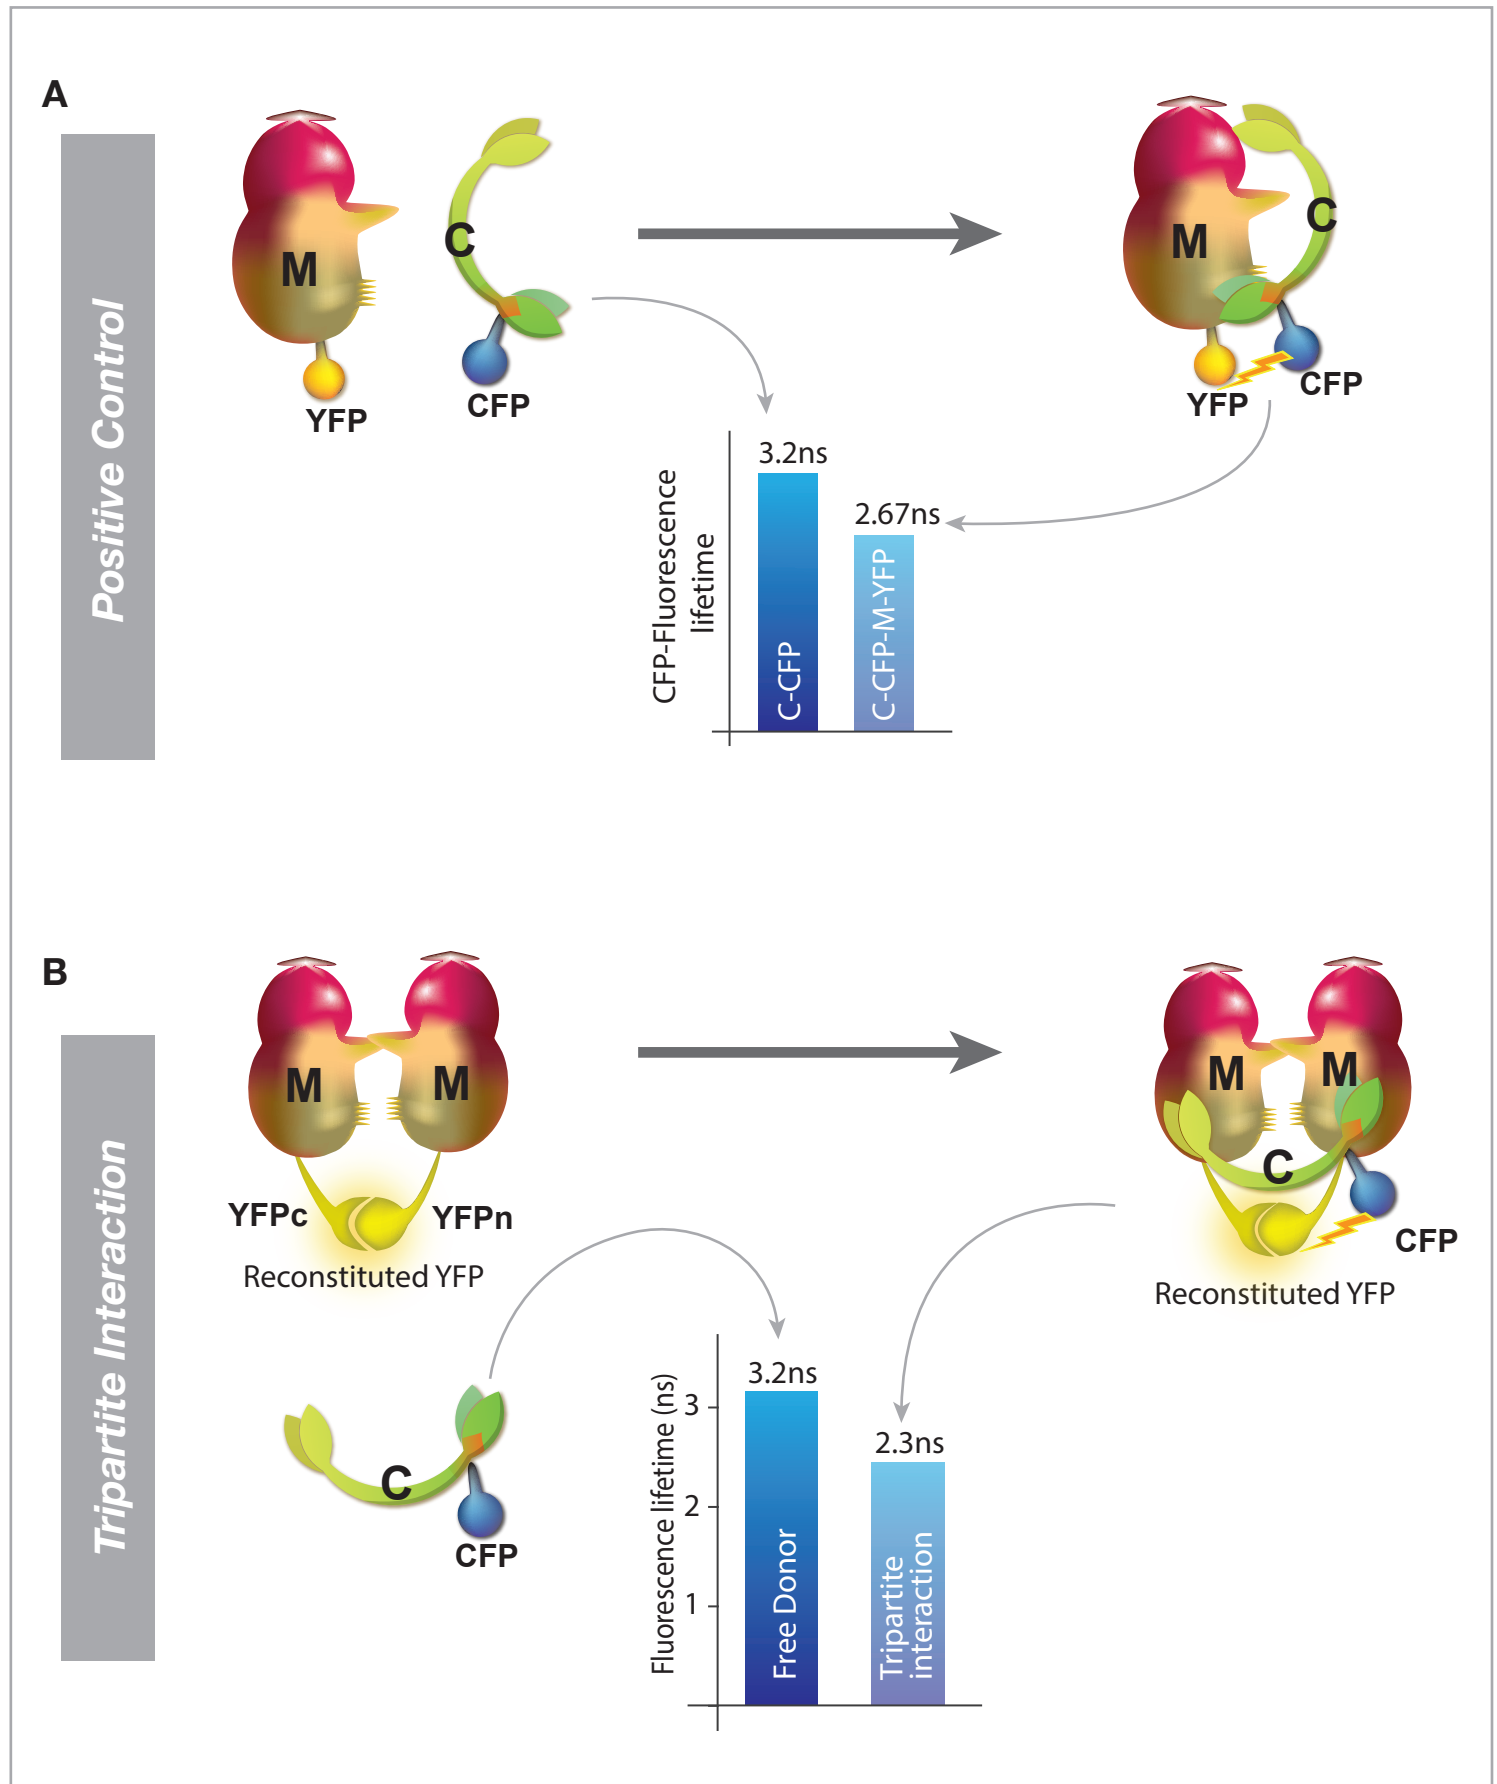 A
Positive Control
M
YFP
C
CFP
M
C
YFP
CFP
CFP-Fluorescence
lifetime
3.2ns
2.67ns
C-CFP
C-CFP-M-YFP
B
Tripartite Interaction
M
M
YFPc
YFPn
Reconstituted YFP
C
CFP
M
M
C
CFP
Reconstituted YFP
Fluorescence lifetime (ns)
3
2
1
3.2ns
2.3ns
Free Donor
Tripartite
interaction